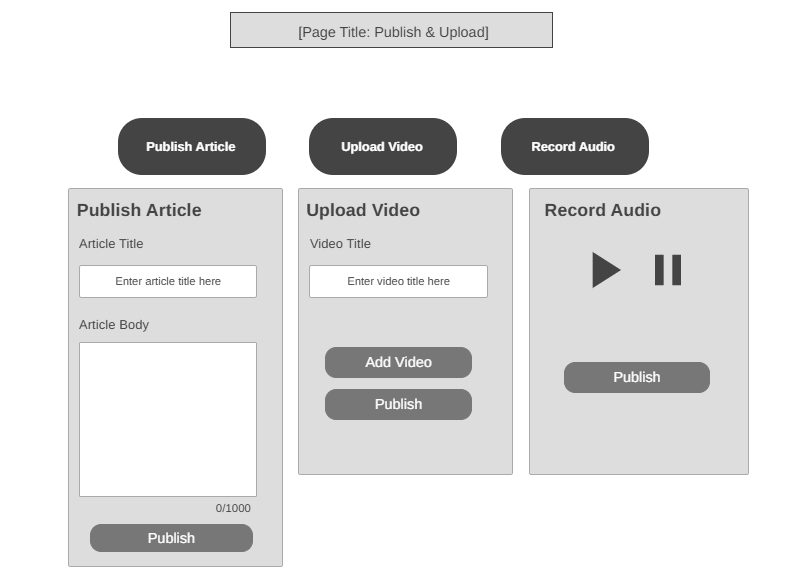 [Page Title: Publish & Upload]
Publish Article
Upload Video
Record Audio
Publish Article
Article Title
Enter article title here
Article Body
0/1000
Publish
Upload Video
Video Title
Enter video title here
Add Video
Publish
Record Audio
Publish